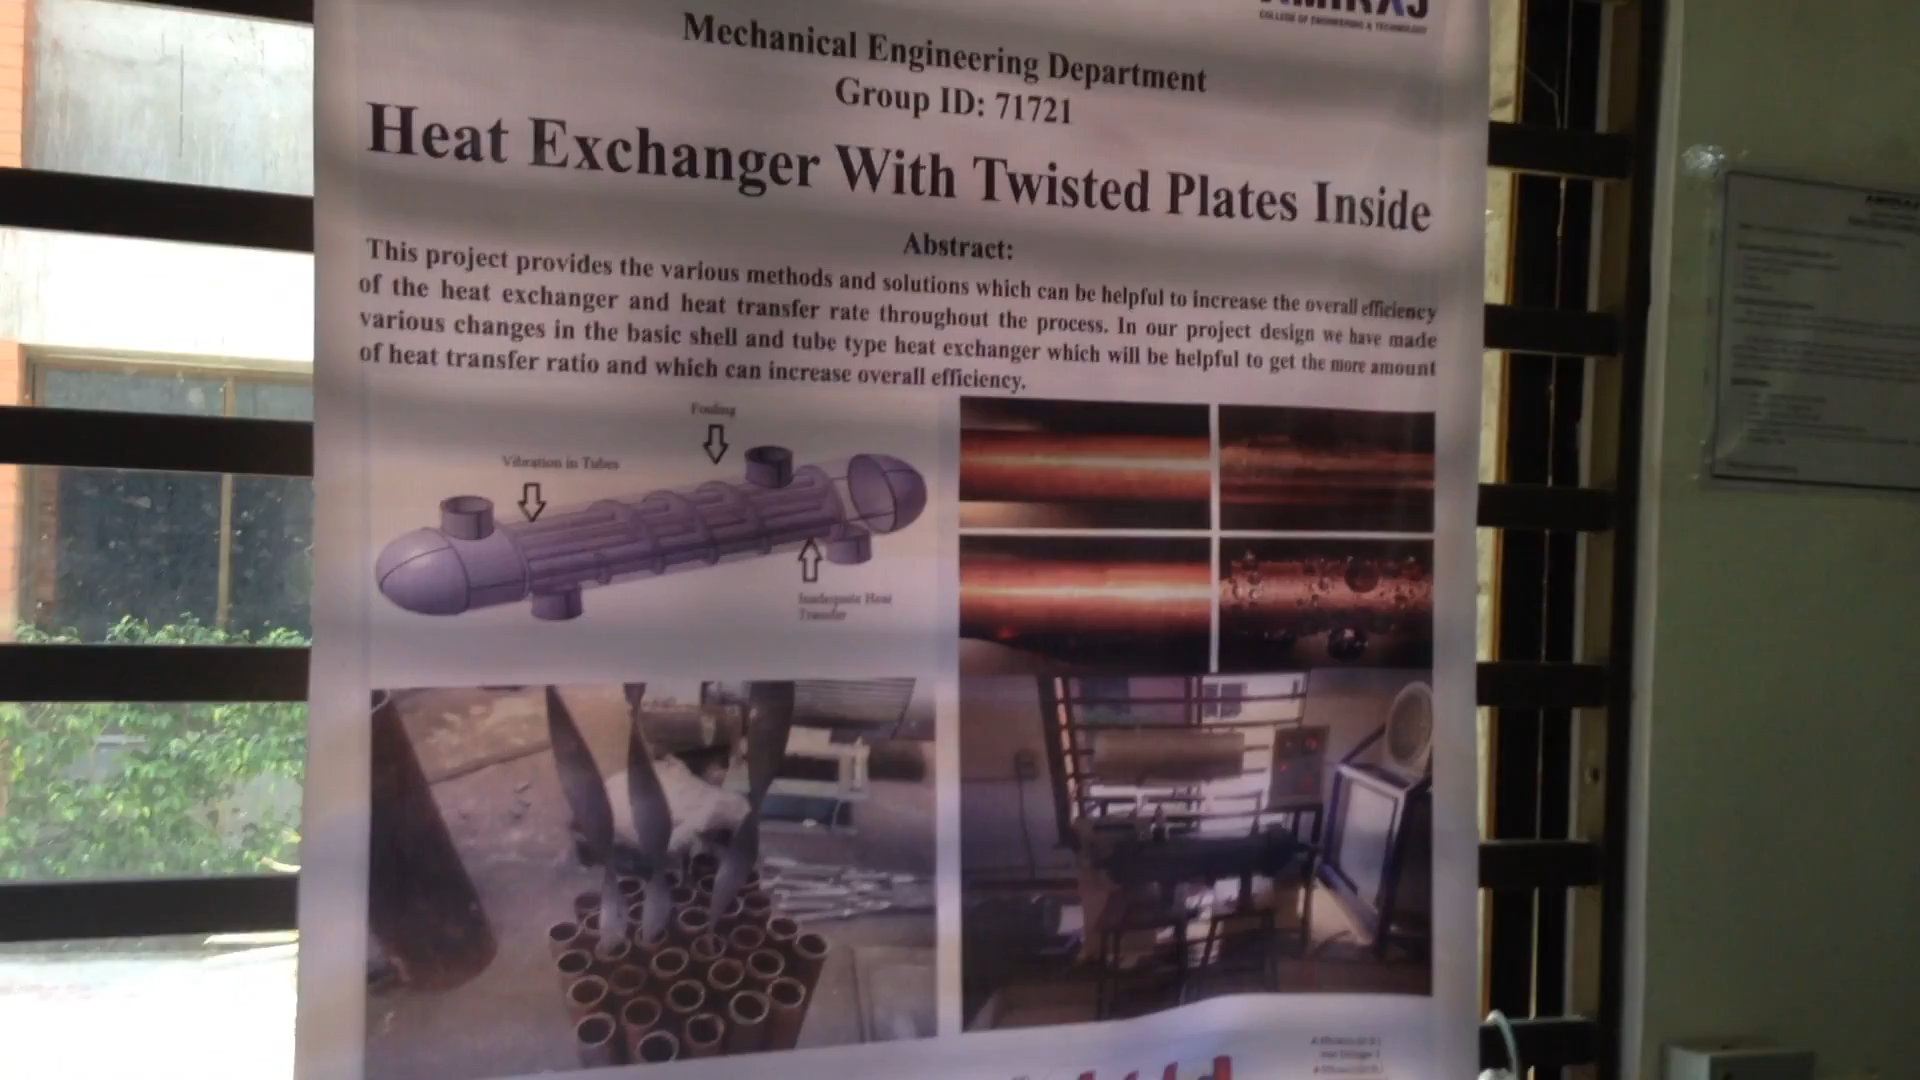 COLLEGE OF ENGINEERING & TECHNOLOGY
Mechanical Engineering Department
Group ID: 71721
Heat Exchanger With Twisted Plates Inside
Abstract:
This project provides the various methods and solutions which can be helpful to increase the overall efficiency
of the heat exchanger and heat transfer rate throughout the process. In our project design we have made
various changes in the basic shell and tube type heat exchanger which will be helpful to get the more amount
of heat transfer ratio and which can increase overall efficiency.
Fouling
Vibration in Tubes
Inadequate Heat
Transfer